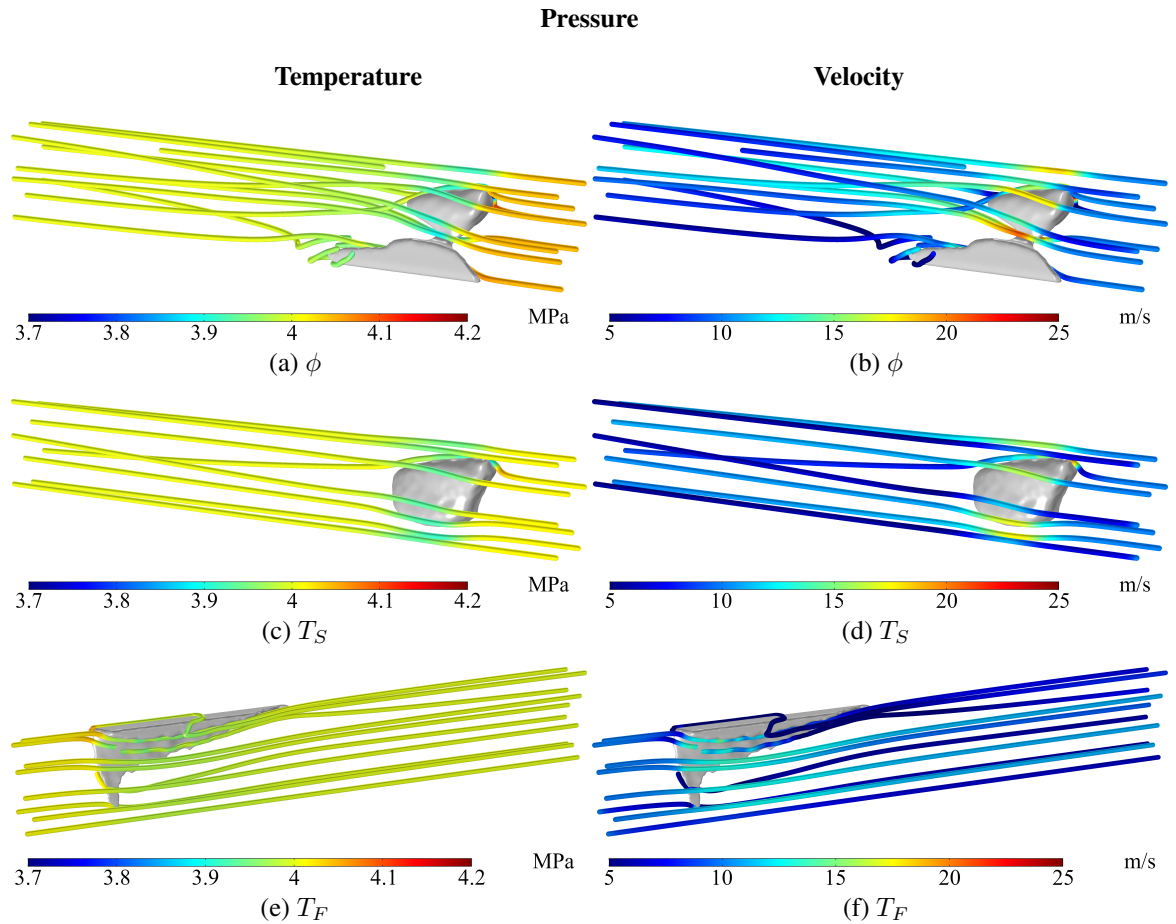 Pressure
Temperature Velocity
3.7 3.8 3.9 4 4.1 4.2 MPa
5 10 15 20 25 m/s
(a) ϕ
(b) ϕ
3.7 3.8 3.9 4 4.1 4.2 MPa
5 10 15 20 25 m/s
(c) T_S
(d) T_S
3.7 3.8 3.9 4 4.1 4.2 MPa
5 10 15 20 25 m/s
(e) T_F
(f) T_F